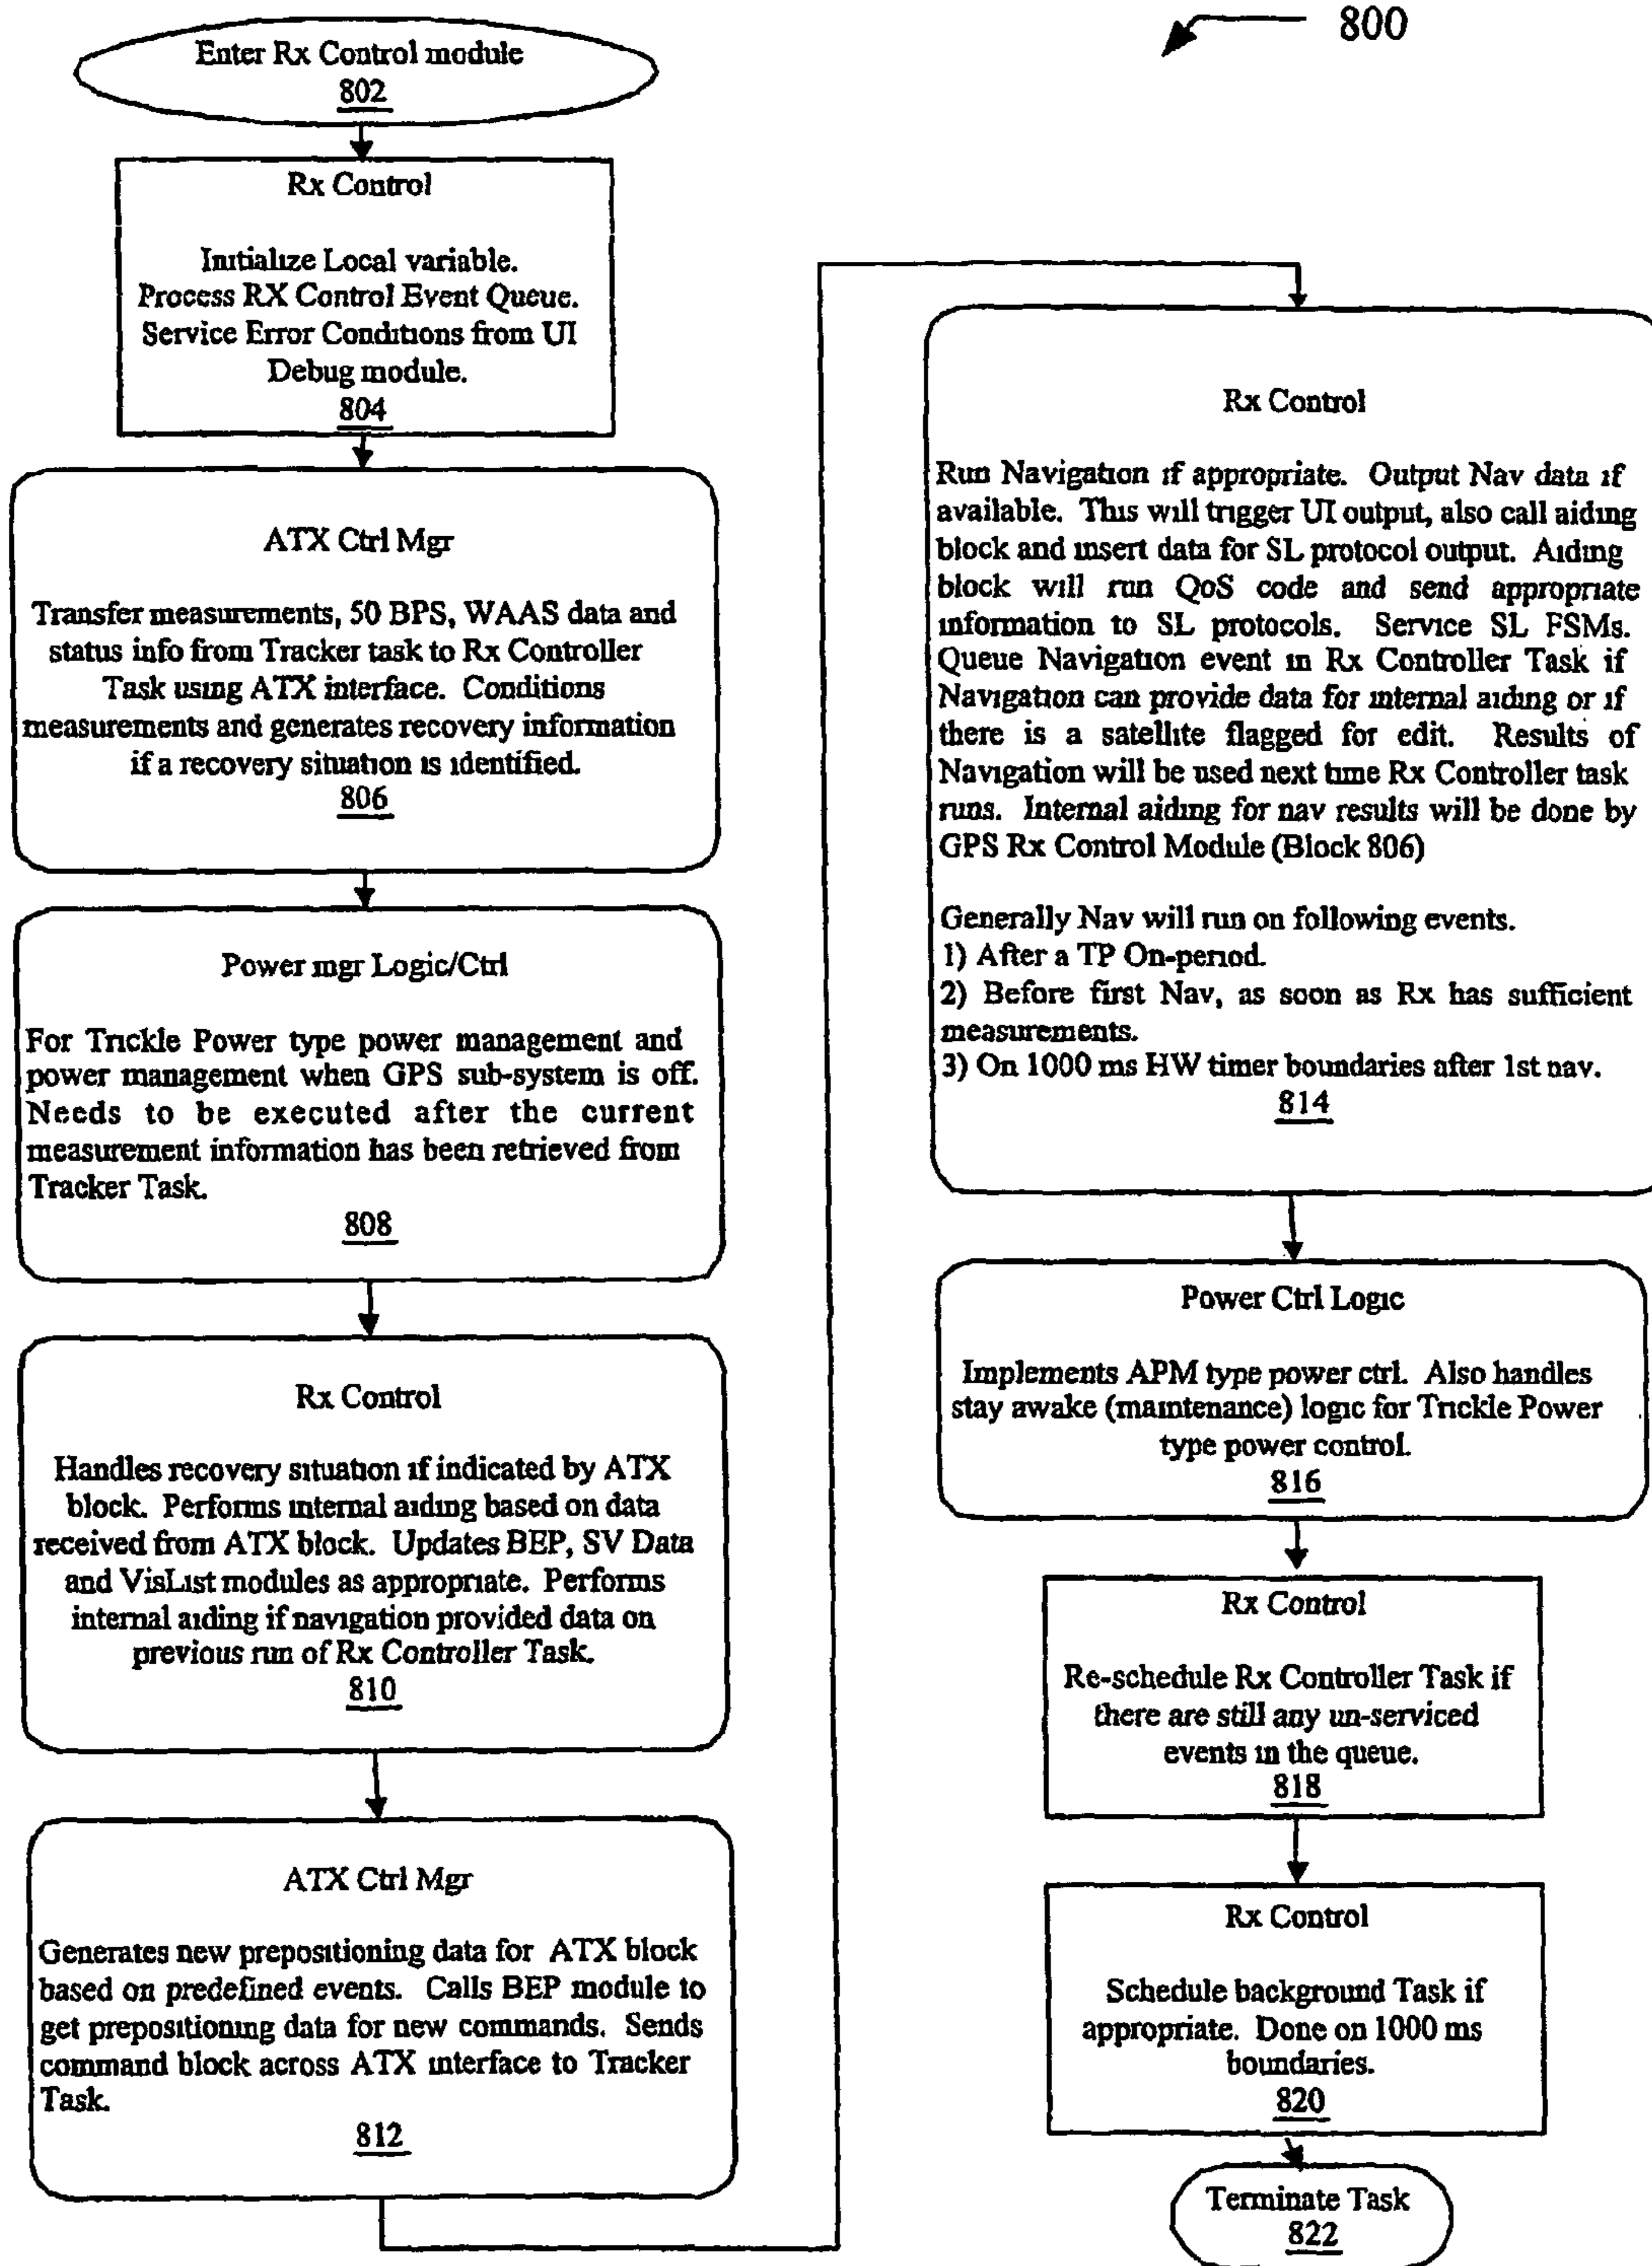 800
Enter Rx Control module
802
Rx Control
Initialize Local variable.
Process RX Control Event Queue.
Service Error Conditions from UI
Debug module.
804
ATX Ctrl Mgr
Transfer measurements, 50 BPS, WAAS data and
status info from Tracker task to Rx Controller
Task using ATX interface. Conditions
measurements and generates recovery information
if a recovery situation is identified.
806
Power mgr Logic/Ctrl
For Trickle Power type power management and
power management when GPS sub-system is off.
Needs to be executed after the current
measurement information has been retrieved from
Tracker Task.
808
Rx Control
Handles recovery situation if indicated by ATX
block. Performs internal aiding based on data
received from ATX block. Updates BEP, SV Data
and VisList modules as appropriate. Performs
internal aiding if navigation provided data on
previous run of Rx Controller Task.
810
ATX Ctrl Mgr
Generates new prepositioning data for ATX block
based on predefined events. Calls BEP module to
get prepositioning data for new commands. Sends
command block across ATX interface to Tracker
Task.
812
Rx Control
Run Navigation if appropriate. Output Nav data if
available. This will trigger UI output, also call aiding
block and insert data for SL protocol output. Aiding
block will run QoS code and send appropriate
information to SL protocols. Service SL FSMs.
Queue Navigation event in Rx Controller Task if
Navigation can provide data for internal aiding or if
there is a satellite flagged for edit. Results of
Navigation will be used next time Rx Controller task
runs. Internal aiding for nav results will be done by
GPS Rx Control Module (Block 806)
Generally Nav will run on following events.
1) After a TP On-period.
2) Before first Nav, as soon as Rx has sufficient
measurements.
3) On 1000 ms HW timer boundaries after 1st nav.
814
Power Ctrl Logic
Implements APM type power ctrl. Also handles
stay awake (maintenance) logic for Trickle Power
type power control.
816
Rx Control
Re-schedule Rx Controller Task if
there are still any un-serviced
events in the queue.
818
Rx Control
Schedule background Task if
appropriate. Done on 1000 ms
boundaries.
820
Terminate Task
822